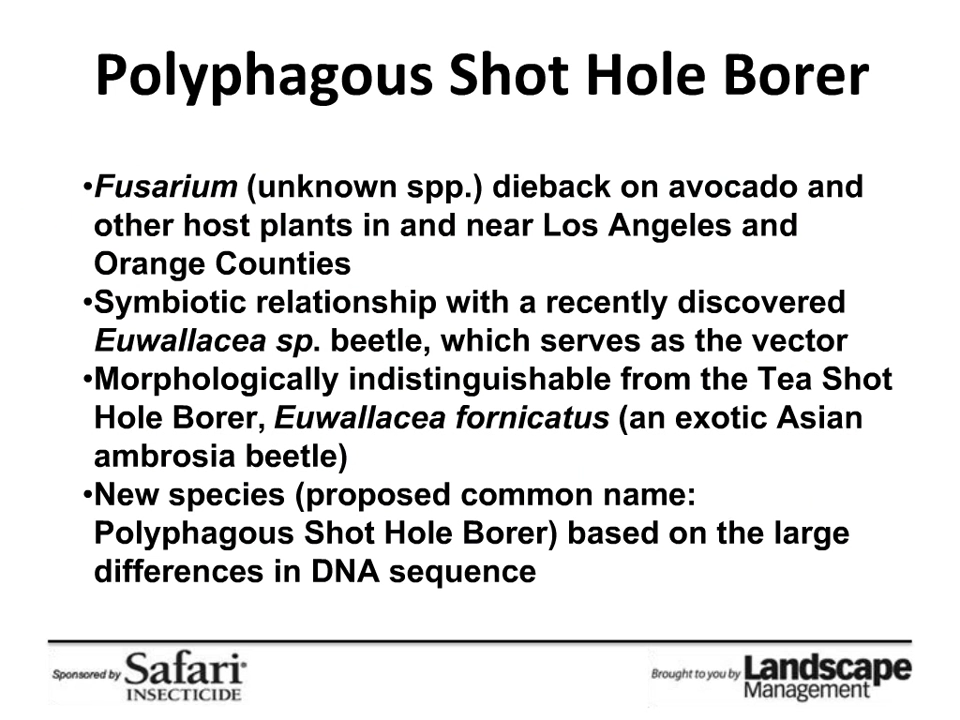 Polyphagous Shot Hole Borer
•Fusarium (unknown spp.) dieback on avocado and
other host plants in and near Los Angeles and
Orange Counties
•Symbiotic relationship with a recently discovered
Euwallacea sp. beetle, which serves as the vector
•Morphologically indistinguishable from the Tea Shot
Hole Borer, Euwallacea fornicatus (an exotic Asian
ambrosia beetle)
•New species (proposed common name:
Polyphagous Shot Hole Borer) based on the large
differences in DNA sequence
Sponsored by Safari®
INSECTICIDE
Brought to you by Landscape
Management